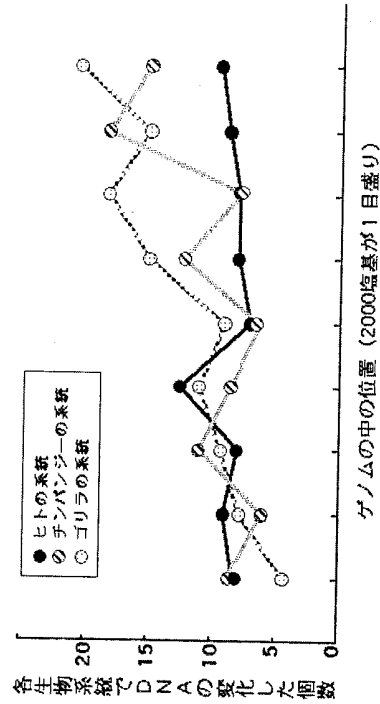 各生物系統でDNAの変化した個数
20
15
10
5
0
ヒトの系統
チンパンジーの系統
ゴリラの系統
ゲノムの中の位置（2000塩基が1目盛り）